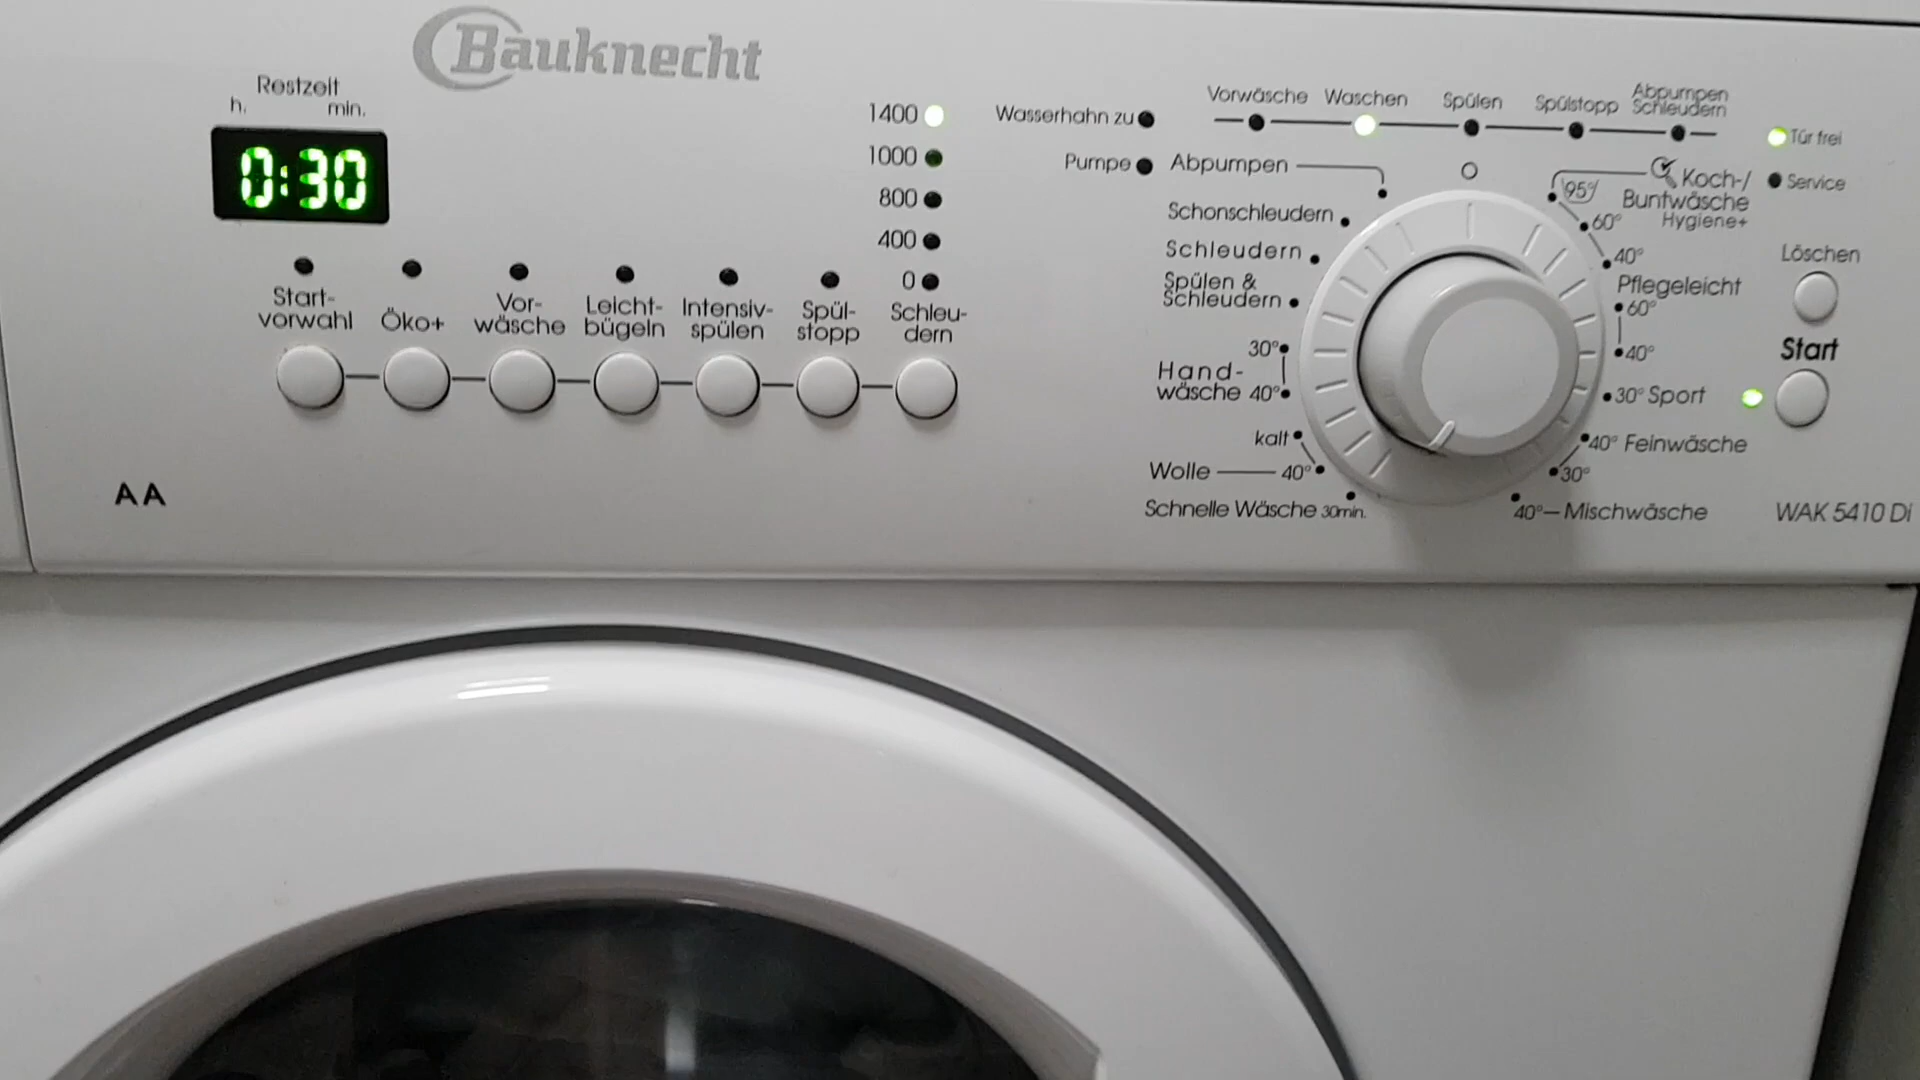 Bauknecht
Restzeit
h. min.
0:30
Start-
vorwahl
Öko+
Vor-
wäsche
Leicht-
bügeln
Intensiv-
spülen
Spül-
stopp
1400
1000
800
400
0
Schleu-
dern
AA
Wasserhahn zu
Pumpe
Vorwäsche
Waschen
Spülen
Spülstopp
Abpumpen
Schleudern
Tür frei
Service
Abpumpen
Schonschleudern
Schleudern
Spülen &
Schleudern
30°
Hand-
wäsche 40°
kalt
Wolle 40°
Schnelle Wäsche 30min.
95°
Koch-/
Buntwäsche
Hygiene+
60°
40°
Pflegeleicht
60°
40°
30° Sport
40° Feinwäsche
30°
40° Mischwäsche
Löschen
Start
WAK 5410 Di